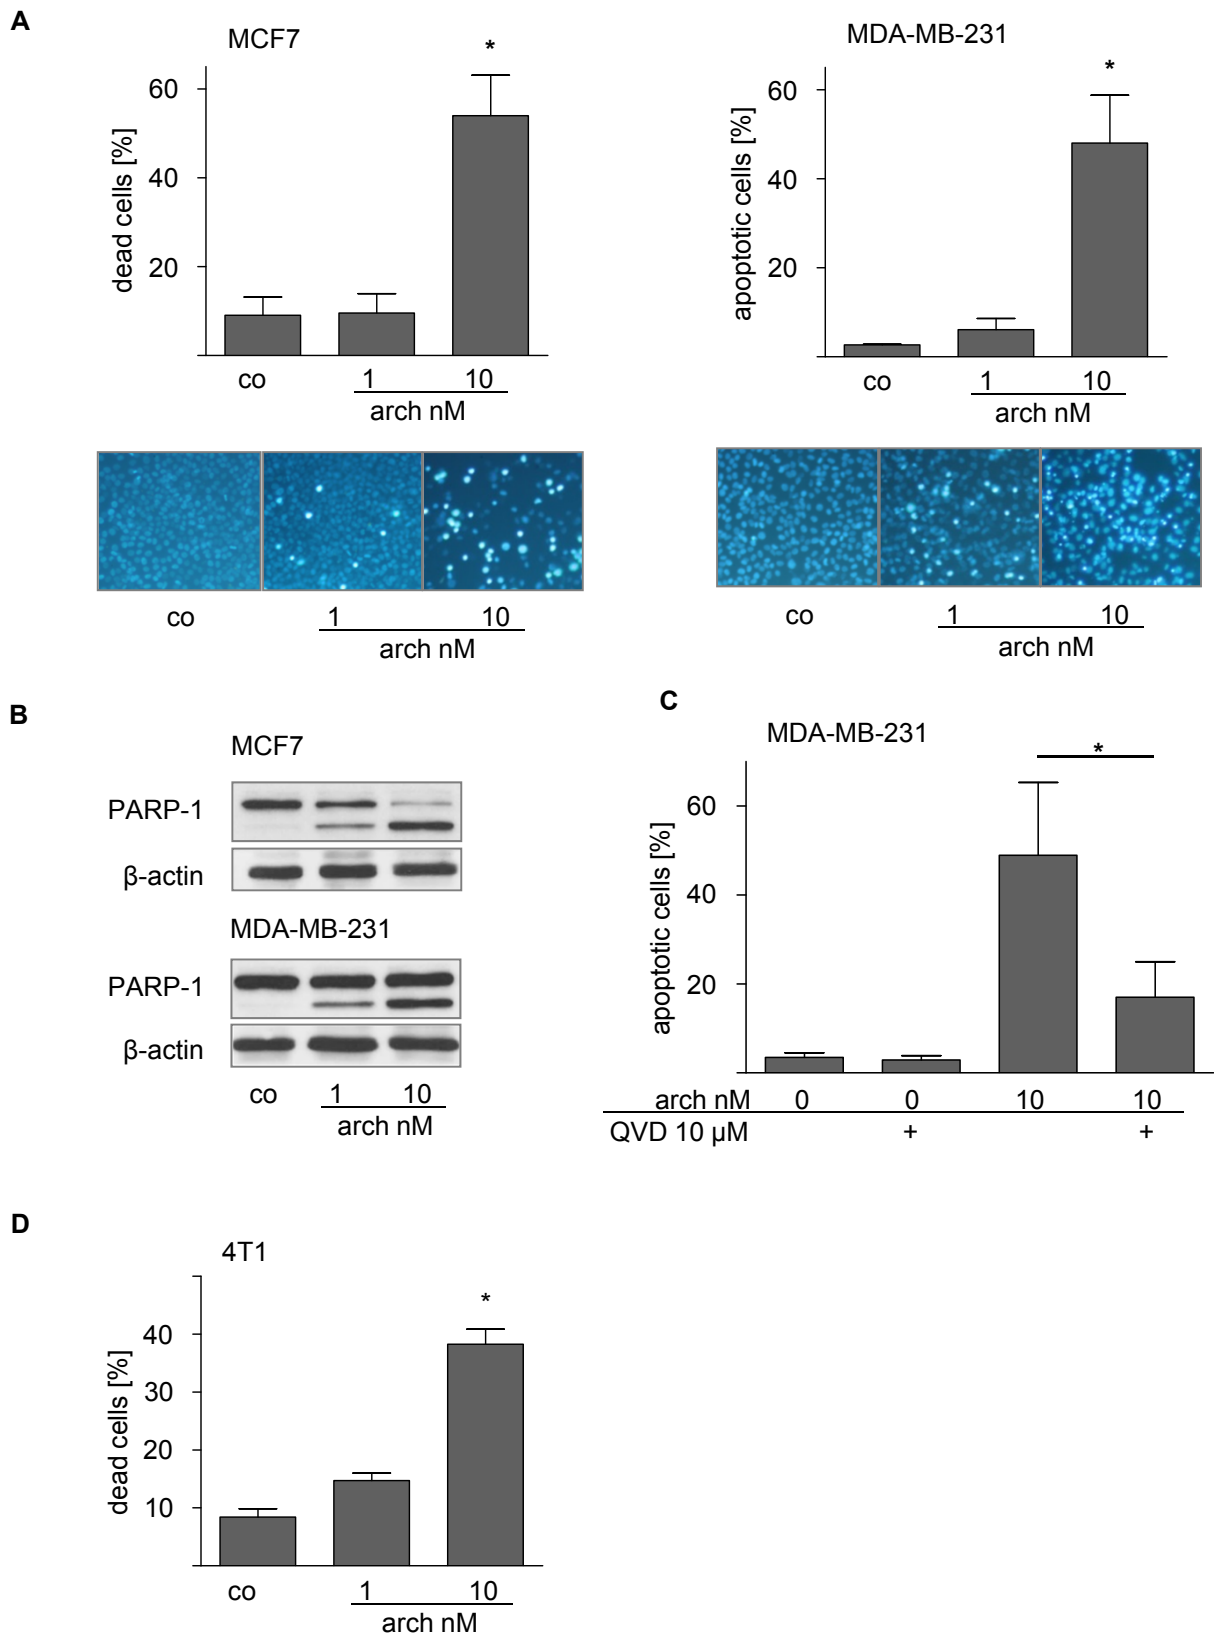 A
MCF7
*
60
40
20
dead cells [%]
co 1 10
arch nM
MDA-MB-231
*
60
40
20
apoptotic cells [%]
co 1 10
arch nM
co 1 10
arch nM
co 1 10
arch nM
B
MCF7
PARP-1
β-actin
MDA-MB-231
PARP-1
β-actin
co 1 10
arch nM
C
MDA-MB-231
*
60
40
20
apoptotic cells [%]
arch nM 0 0 10 10
QVD 10 µM + +
D
4T1
*
40
30
20
10
dead cells [%]
co 1 10
arch nM